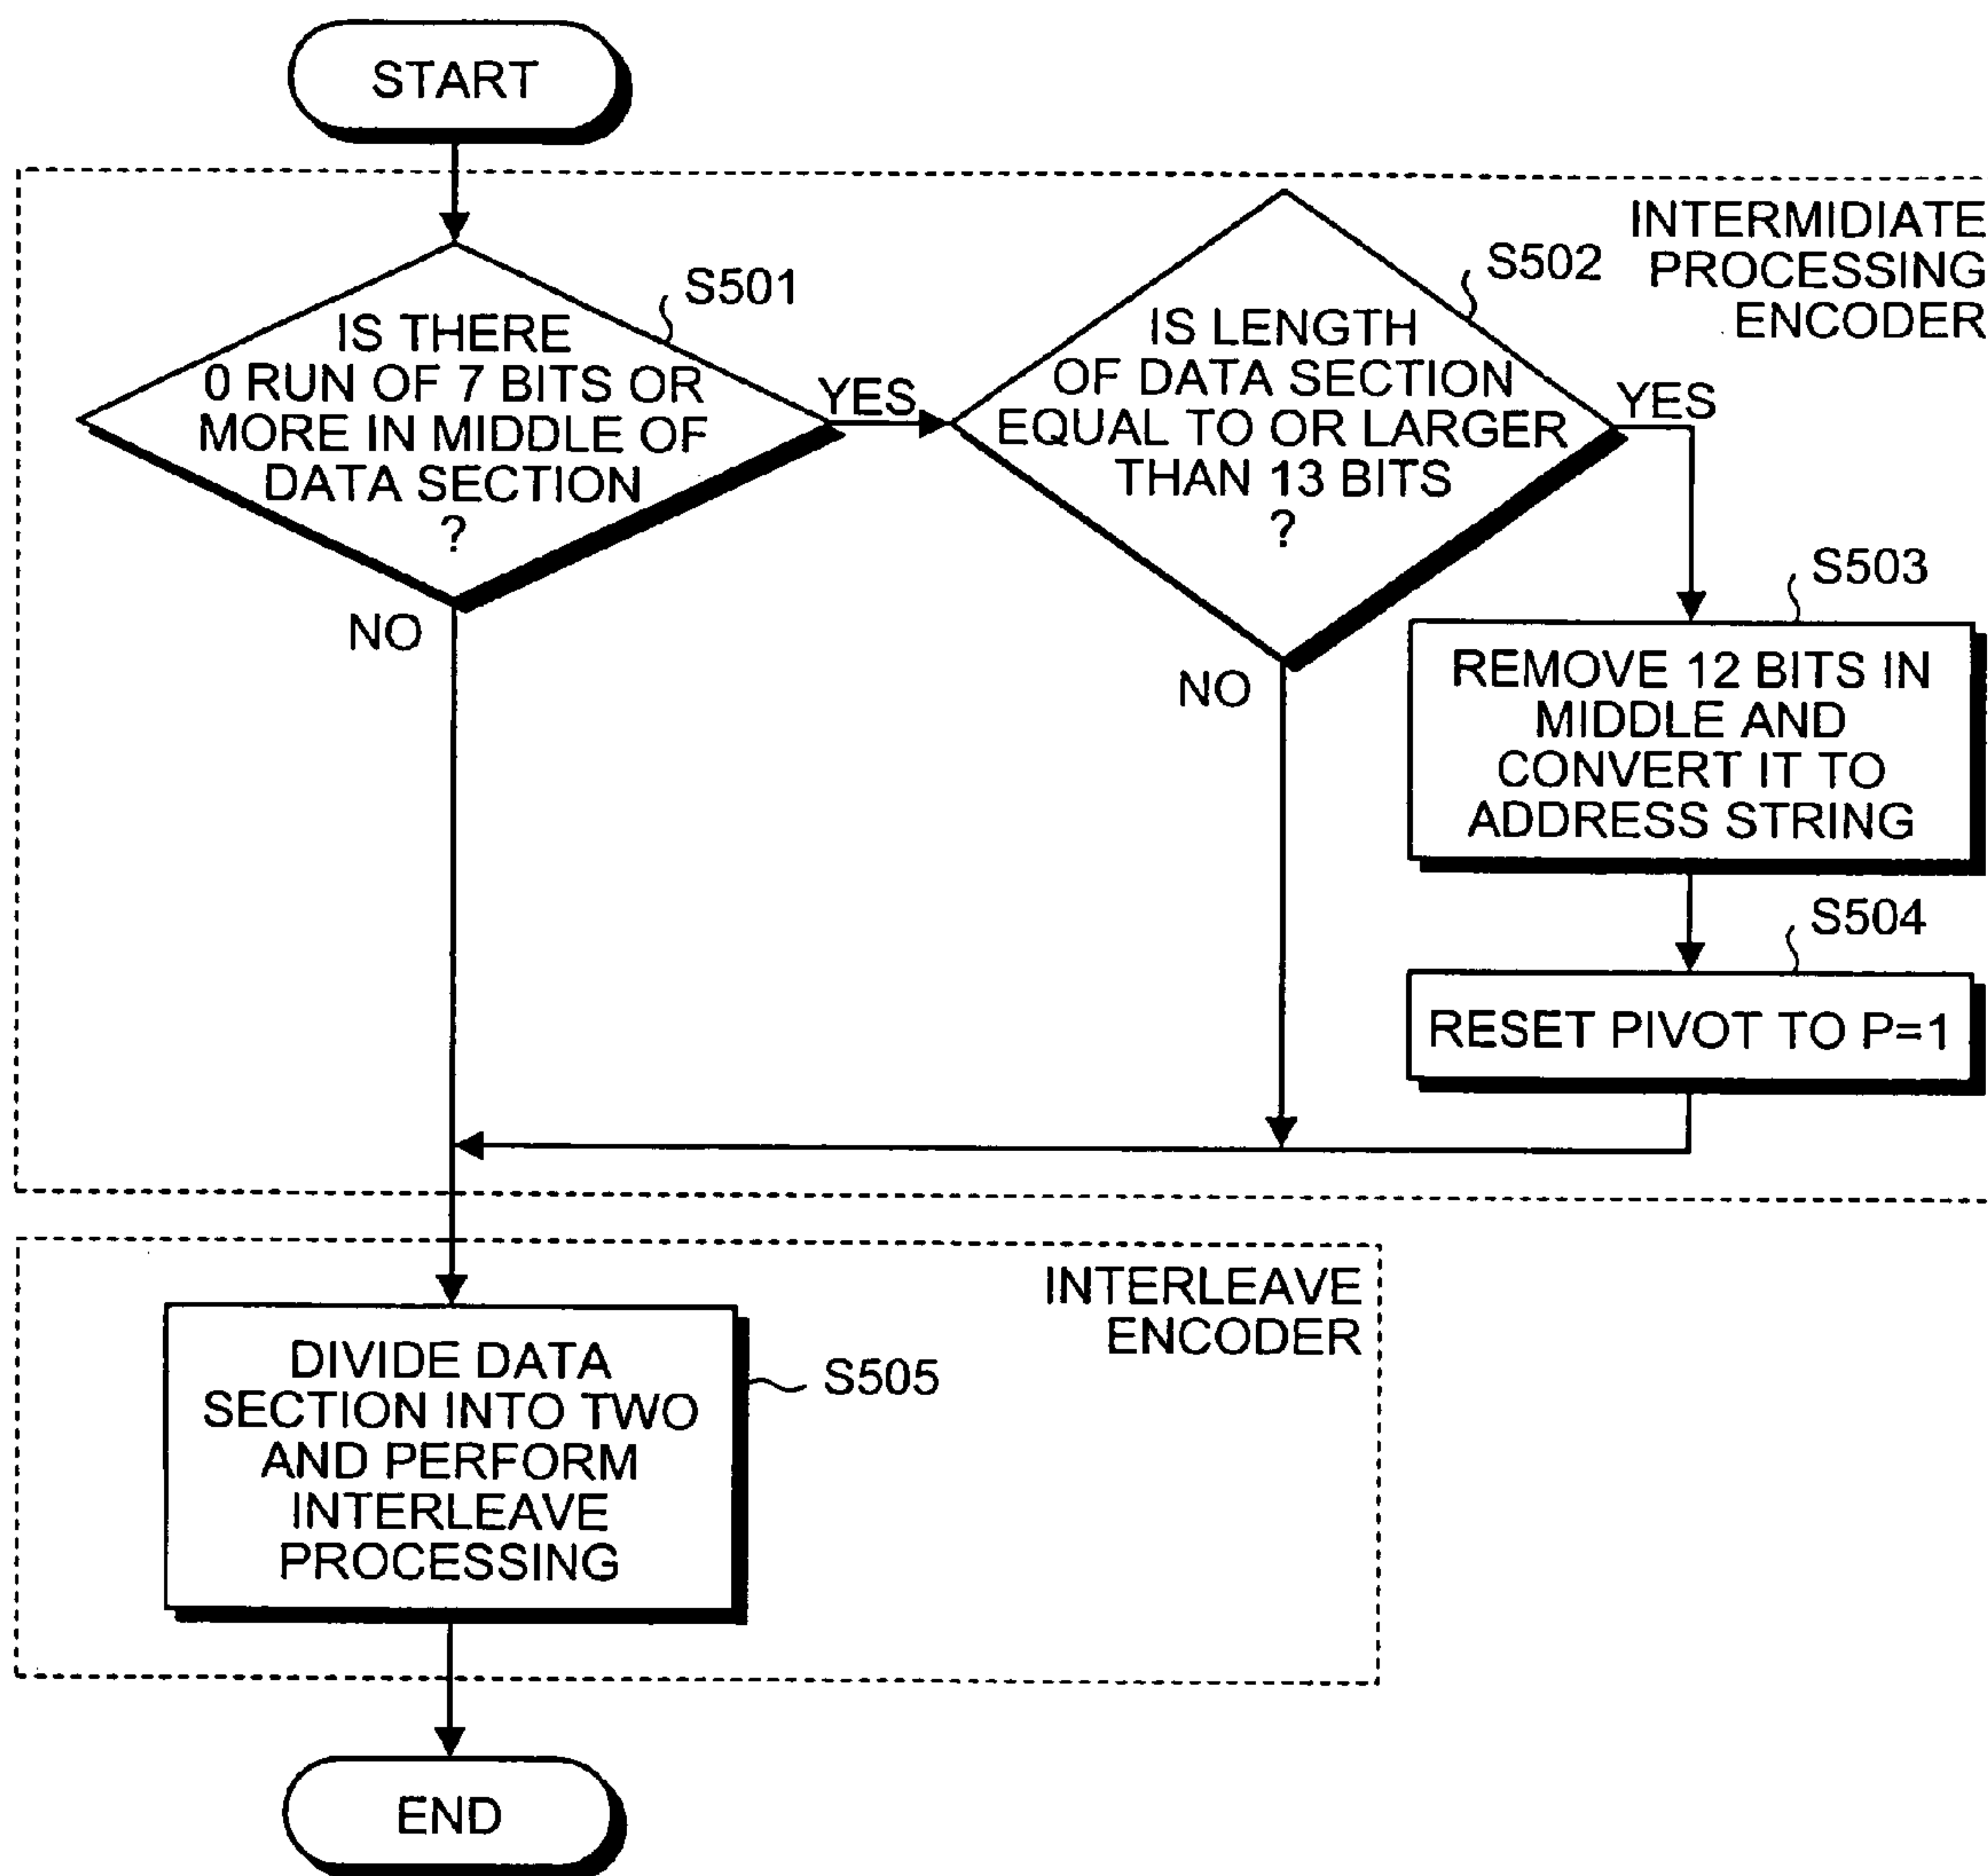 START
INTERMIDIATE
PROCESSING
ENCODER
S501
IS THERE
0 RUN OF 7 BITS OR
MORE IN MIDDLE OF
DATA SECTION
?
YES
NO
S502
IS LENGTH
OF DATA SECTION
EQUAL TO OR LARGER
THAN 13 BITS
?
YES
NO
S503
REMOVE 12 BITS IN
MIDDLE AND
CONVERT IT TO
ADDRESS STRING
S504
RESET PIVOT TO P=1
INTERLEAVE
ENCODER
DIVIDE DATA
SECTION INTO TWO
AND PERFORM
INTERLEAVE
PROCESSING
S505
END